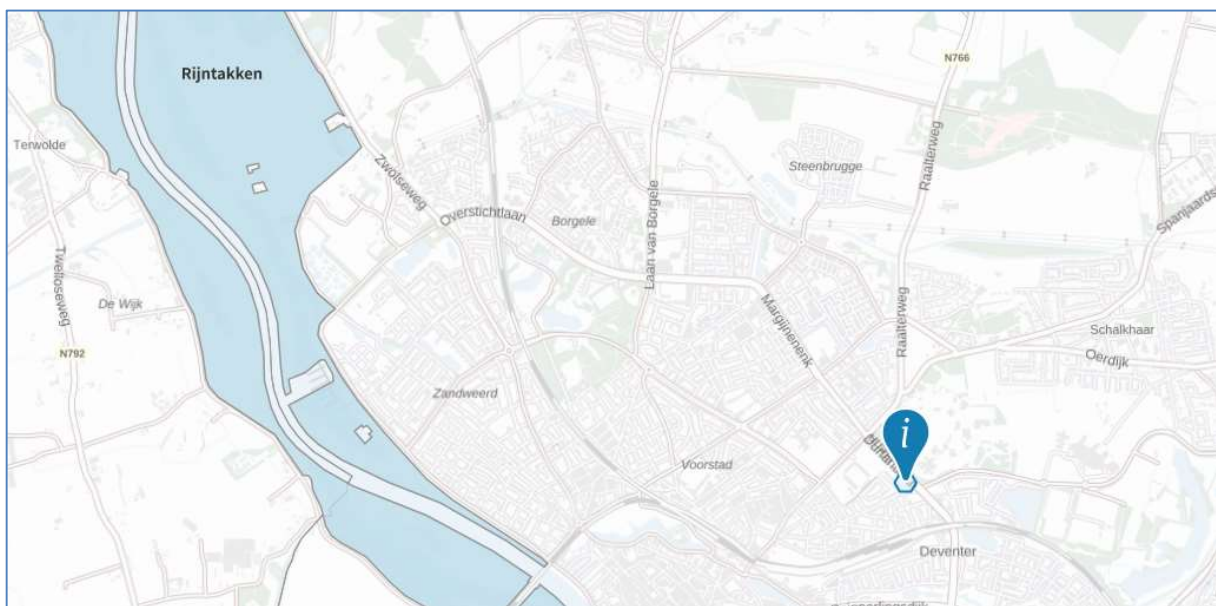 Rijntakken
N766
Terwolde
Zwolseweg
Steenbrugge
Raalterweg
Overstichtlaan
Borgele
Laan van Borgele
Twelloseweg
De Wijk
Margijnenenk
Raalterweg
Schalkhaar
Oerdijk
N792
Zandweerd
i
Voorstad
Deventer